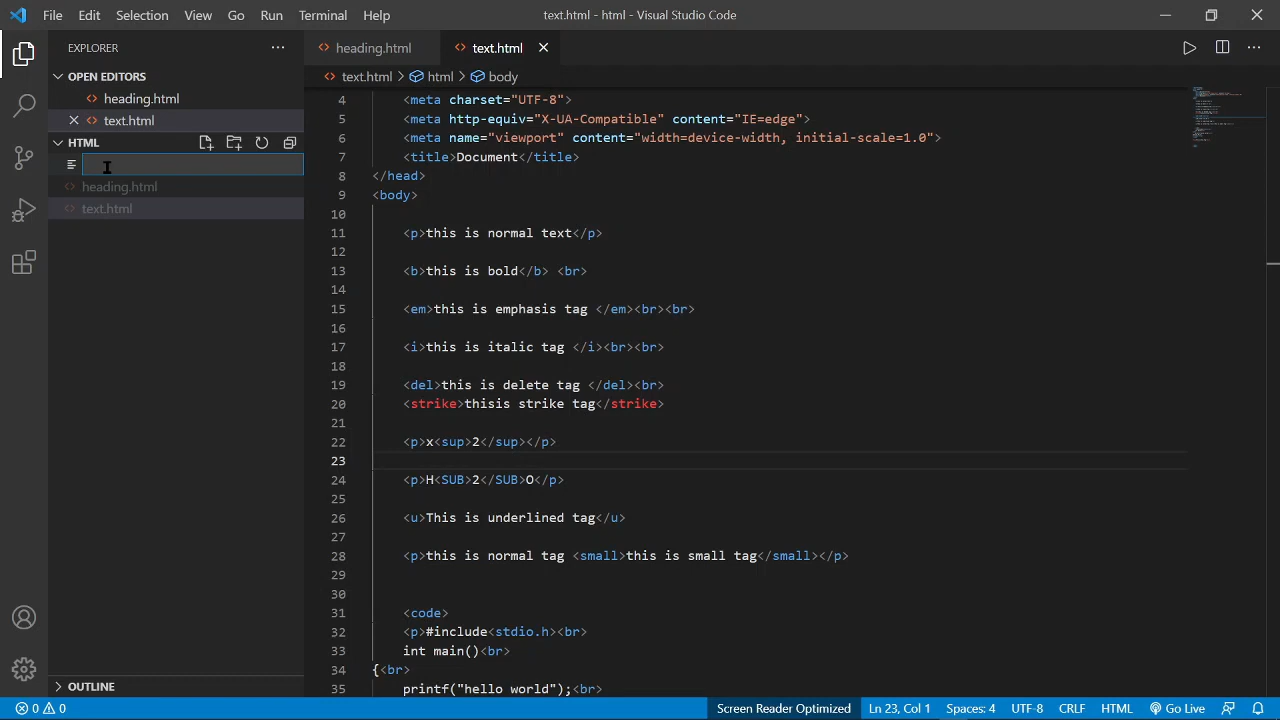 File Edit Selection View Go Run Terminal Help text.html - html - Visual Studio Code
EXPLORER
OPEN EDITORS
heading.html
text.html
HTML
heading.html
text.html
OUTLINE
heading.html text.html
text.html html body
4 <meta charset="UTF-8">
5 <meta http-equiv="X-UA-Compatible" content="IE=edge">
6 <meta name="viewport" content="width=device-width, initial-scale=1.0">
7 <title>Document</title>
8 </head>
9 <body>
10
11 <p>this is normal text</p>
12
13 <b>this is bold</b> <br>
14
15 <em>this is emphasis tag </em><br><br>
16
17 <i>this is italic tag </i><br><br>
18
19 <del>this is delete tag </del><br>
20 <strike>thisis strike tag</strike>
21
22 <p>x<sup>2</sup></p>
23
24 <p>H<SUB>2</SUB>O</p>
25
26 <u>This is underlined tag</u>
27
28 <p>this is normal tag <small>this is small tag</small></p>
29
30
31 <code>
32 <p>#include<stdio.h><br>
33 int main()<br>
34 {<br>
35 printf("hello world");<br>
0 0 Screen Reader Optimized Ln 23, Col 1 Spaces: 4 UTF-8 CRLF HTML Go Live